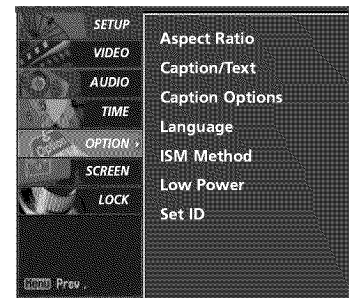 SETUP
VIDEO
AUDIO
TIME
OPTION
SCREEN
LOCK
Aspect Ratio
Caption/Text
Caption Options
Language
ISM Method
Low Power
Set ID
Menu Prev.